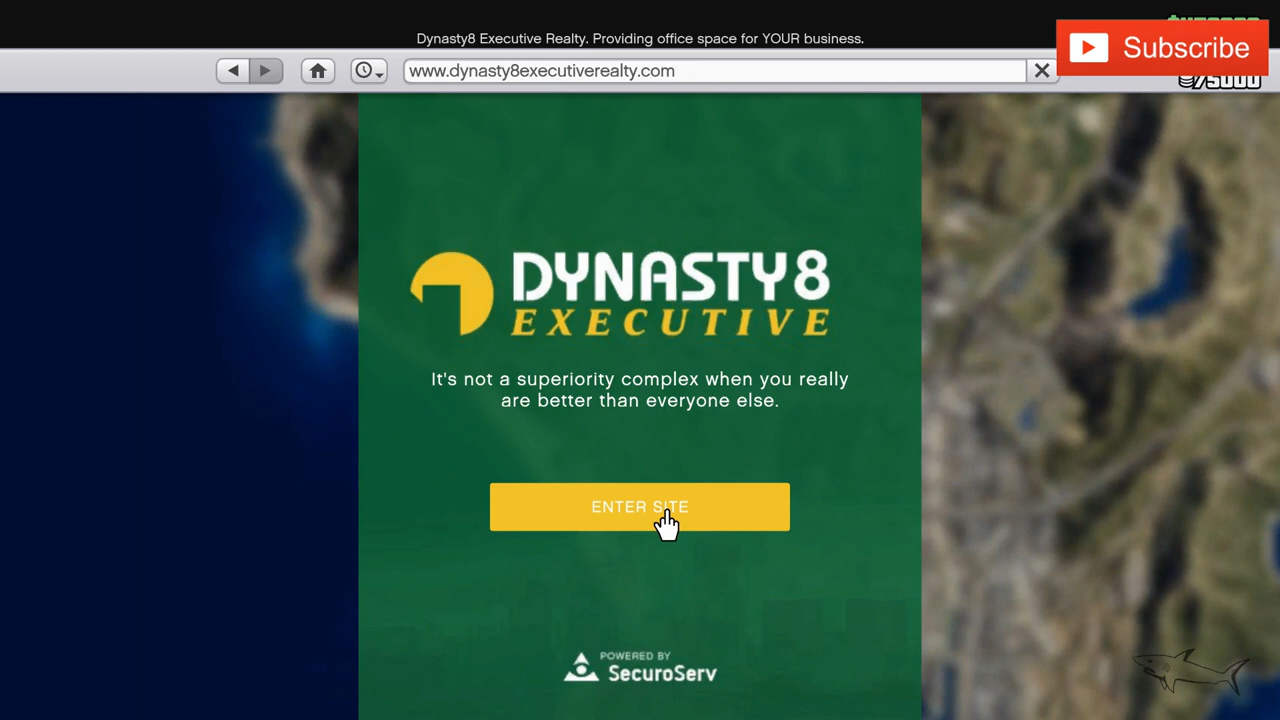 Dynasty8 Executive Realty. Providing office space for YOUR business.
Subscribe
www.dynasty8executiverealty.com
DYNASTY8
EXECUTIVE
It's not a superiority complex when you really
are better than everyone else.
ENTER SITE
POWERED BY
SecuroServ